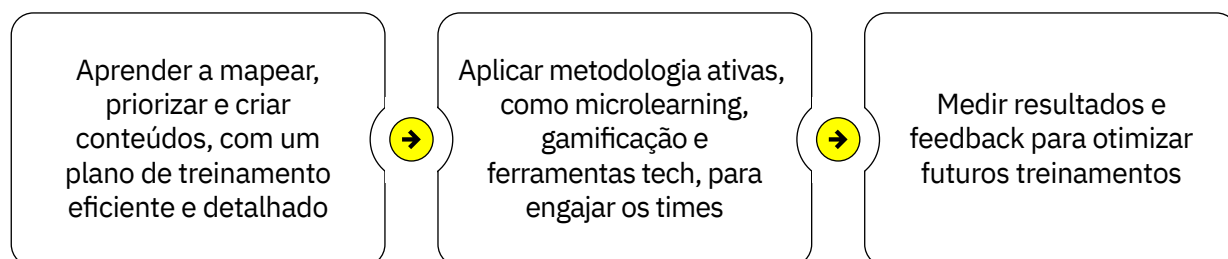 Aprender a mapear,
priorizar e criar
conteúdos, com um
plano de treinamento
eficiente e detalhado
Aplicar metodologia ativas,
como microlearning,
gamificação e
ferramentas tech, para
engajar os times
Medir resultados e
feedback para otimizar
futuros treinamentos